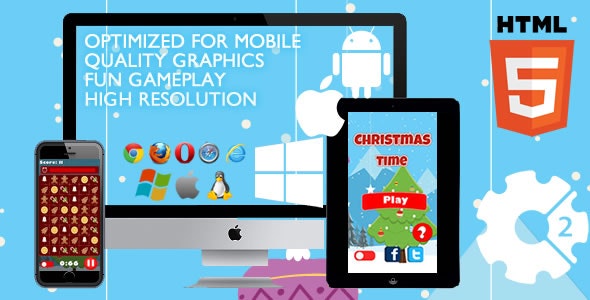 OPTIMIZED FOR MOBILE
QUALITY GRAPHICS
FUN GAMEPLAY
HIGH RESOLUTION
HTML
5
CHRISTMAS
TIME
Play
?
f
Score: 11
0:66
2